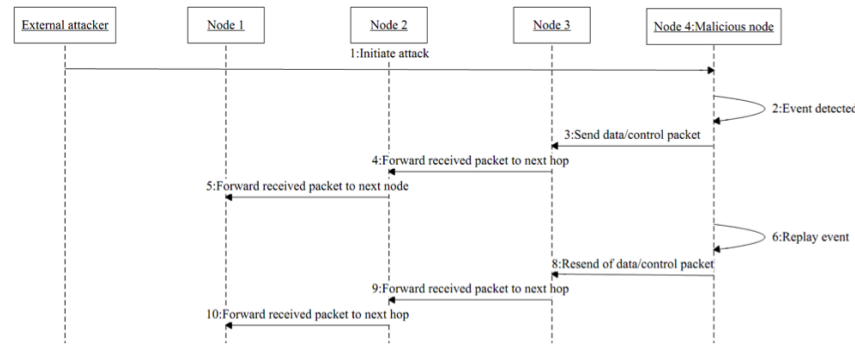 External attacker
Node 1
Node 2
Node 3
Node 4:Malicious node
1:Initiate attack
2:Event detected
3:Send data/control packet
4:Forward received packet to next hop
5:Forward received packet to next node
6:Replay event
8:Resend of data/control packet
9:Forward received packet to next hop
10:Forward received packet to next hop